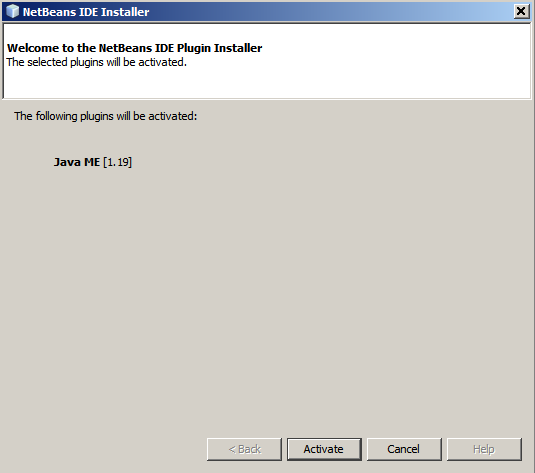 NetBeans IDE Installer
Welcome to the NetBeans IDE Plugin Installer
The selected plugins will be activated.
The following plugins will be activated:
Java ME [1.19]
< Back Activate Cancel Help